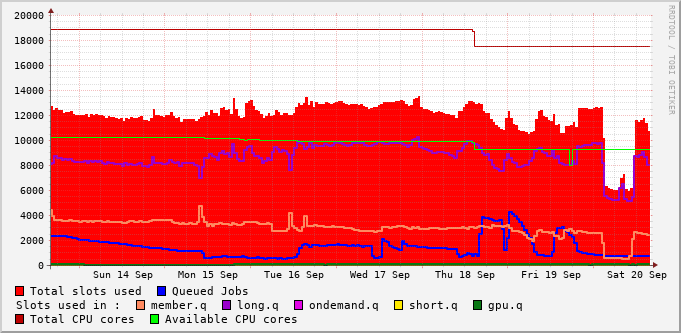 20000
18000
16000
14000
12000
10000
8000
6000
4000
2000
0
Sun 14 Sep Mon 15 Sep Tue 16 Sep Wed 17 Sep Thu 18 Sep Fri 19 Sep Sat 20 Sep
RRDTOOL / TOBI OETIKER
Total slots used Queued Jobs
Slots used in : member.q long.q ondemand.q short.q gpu.q
Total CPU cores Available CPU cores